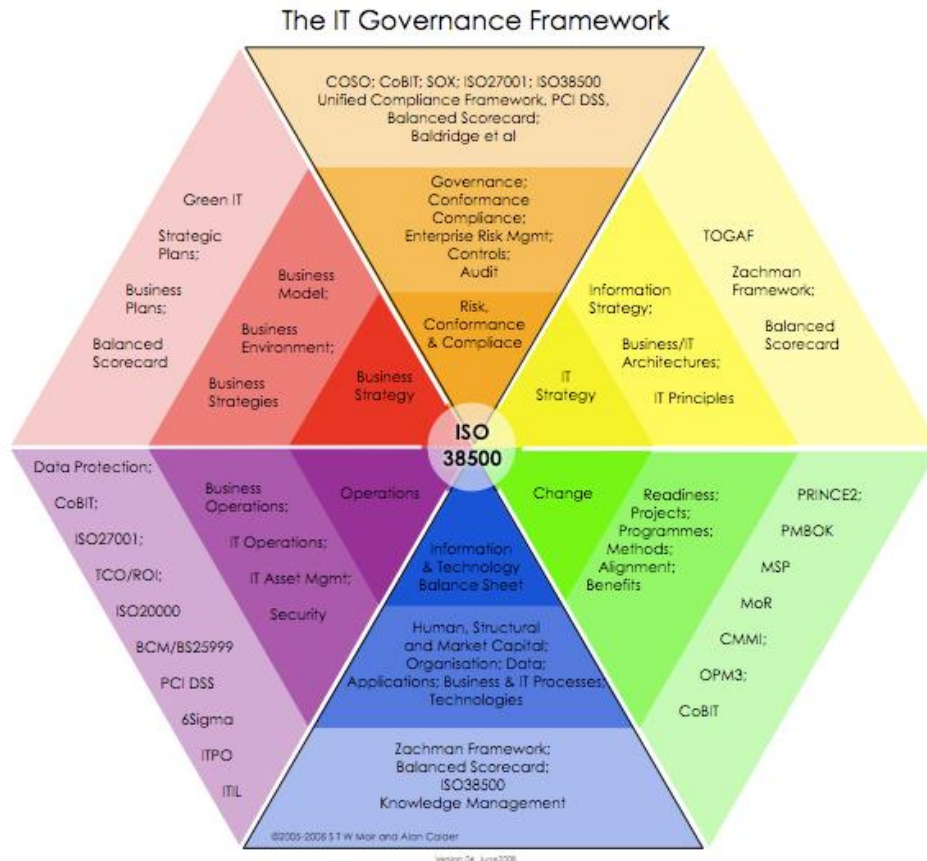 The IT Governance Framework
COSO; CoBIT; SOX; ISO27001; ISO38500
Unified Compliance Framework, PCI DSS,
Balanced Scorecard;
Baldridge et al
Governance;
Conformance
Compliance;
Enterprise Risk Mgmt;
Controls;
Audit
Risk,
Conformance
& Compliace
Green IT
Strategic
Plans;
Business
Plans;
Balanced
Scorecard
Business
Model;
Business
Environment;
Business
Strategies
Business
Strategy
IT
Strategy
Information
Strategy;
Business/IT
Architectures;
IT Principles
TOGAF
Zachman
Framework;
Balanced
Scorecard
ISO
38500
Data Protection;
CoBIT;
ISO27001;
TCO/ROI;
ISO20000
BCM/BS25999
PCI DSS
6Sigma
ITPO
ITIL
Business
Operations;
IT Operations;
IT Asset Mgmt;
Security
Operations
Information
& Technology
Balance Sheet
Human, Structural
and Market Capital;
Organisation; Data;
Applications; Business & IT Processes,
Technologies
Zachman Framework;
Balanced Scorecard;
ISO38500
Knowledge Management
Change
Readiness;
Projects;
Programmes;
Methods;
Alignment;
Benefits
PRINCE2;
PMBOK
MSP
MoR
CMMI;
OPM3;
CoBIT
©2005-2008 S T W Moir and Alan Calder
Version June2008